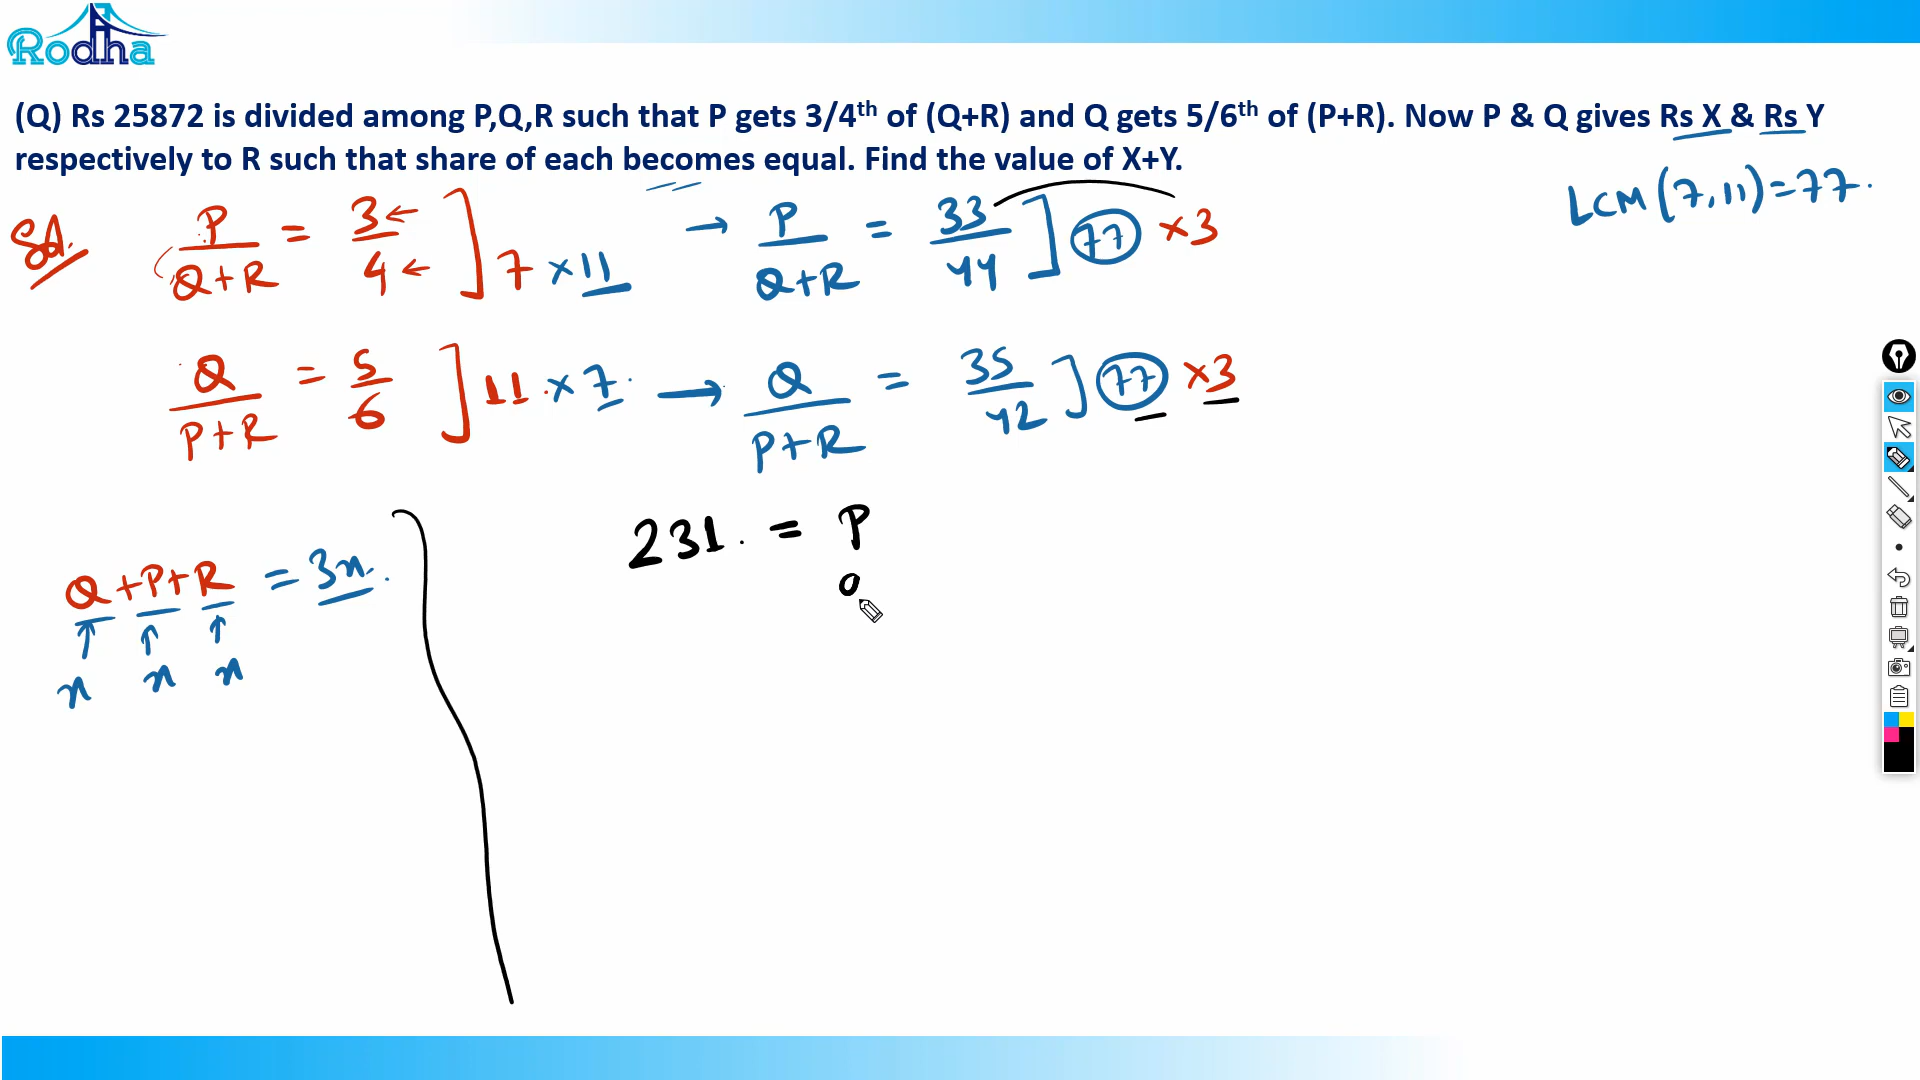 Rodha
(Q) Rs 25872 is divided among P,Q,R such that P gets 3/4th of (Q+R) and Q gets 5/6th of (P+R). Now P & Q gives Rs X & Rs Y
respectively to R such that share of each becomes equal. Find the value of X+Y.
LCM (7,11)=77.
Sol.
P/Q+R = 3/4 ] 7 × 11 → P/Q+R = 33/44 ] 77 ×3
Q/P+R = 5/6 ] 11 × 7 → Q/P+R = 35/42 ] 77 ×3
231 = P
Q+P+R = 3x
x x x